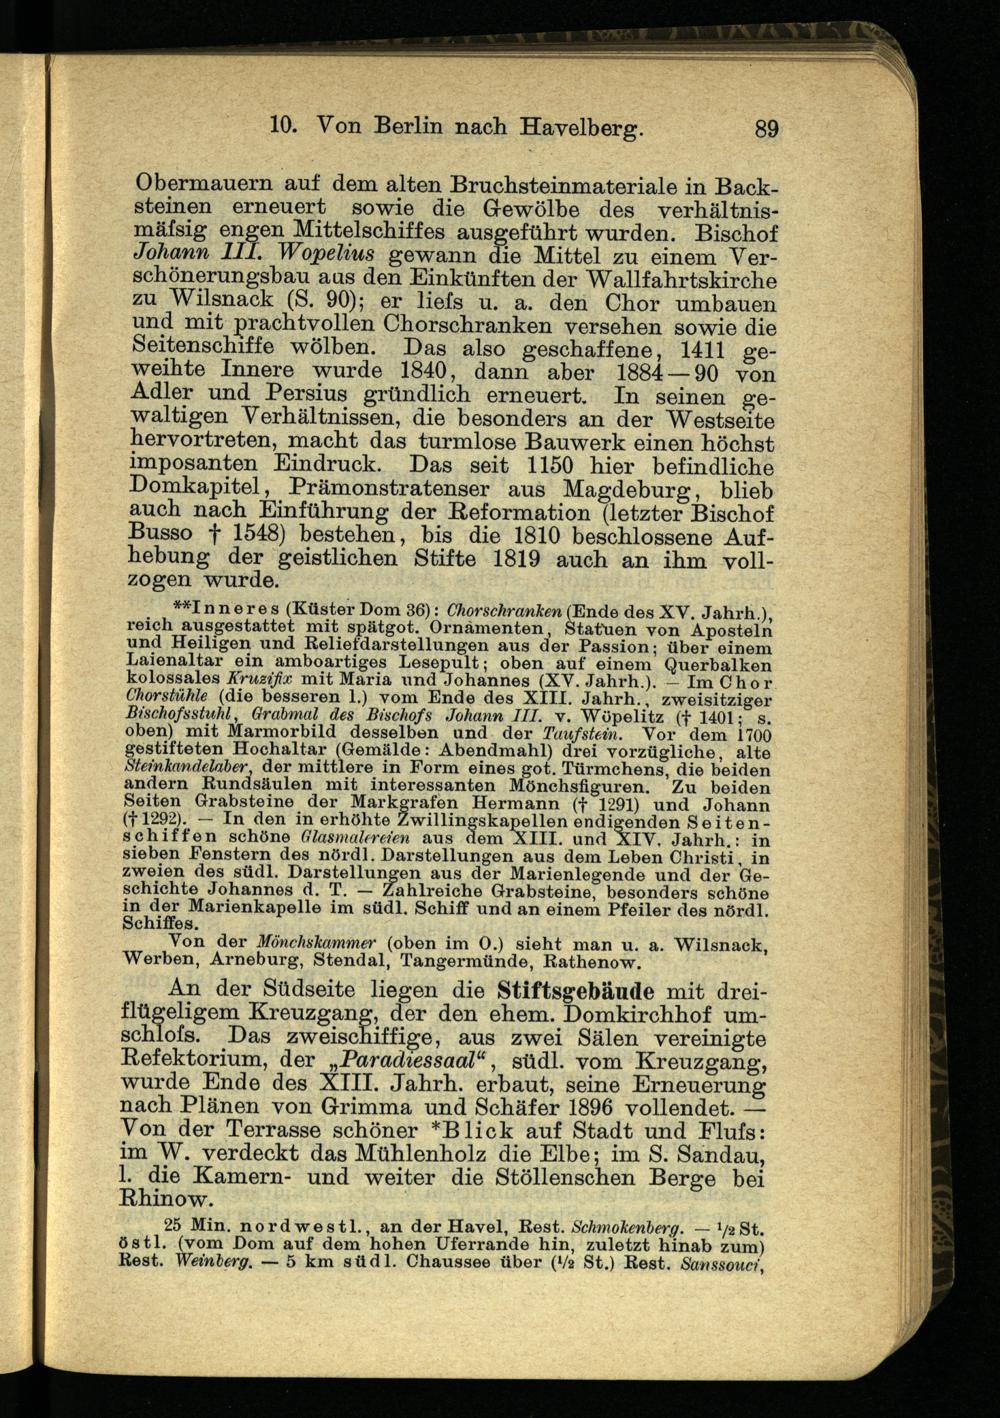 10. Von Berlin nach Havelberg. 89
Obermauern auf dem alten Bruchsteinmateriale in Back-
steinen erneuert sowie die Gewölbe des verhältnis-
mäfsig engen Mittelschiffes ausgeführt wurden. Bischof
Johann III. Wopelius gewann die Mittel zu einem Ver-
schönerungsbau aus den Einkünften der Wallfahrtskirche
zu Wilsnack (S. 90); er liefs u. a. den Chor umbauen
und mit prachtvollen Chorschranken versehen sowie die
Seitenschiffe wölben. Das also geschaffene, 1411 ge-
weihte Innere wurde 1840, dann aber 1884—90 von
Adler und Persius gründlich erneuert. In seinen ge-
waltigen Verhältnissen, die besonders an der Westseite
hervortreten, macht das turmlose Bauwerk einen höchst
imposanten Eindruck. Das seit 1150 hier befindliche
Domkapitel, Prämonstratenser aus Magdeburg, blieb
auch nach Einführung der Reformation (letzter Bischof
Busso † 1548) bestehen, bis die 1810 beschlossene Auf-
hebung der geistlichen Stifte 1819 auch an ihm voll-
zogen wurde.
**Inneres (Küster Dom 36): Chorschranken (Ende des XV. Jahrh.),
reich ausgestattet mit spätgot. Ornamenten, Statuen von Aposteln
und Heiligen und Reliefdarstellungen aus der Passion; über einem
Laienaltar ein amboartiges Lesepult; oben auf einem Querbalken
kolossales Kruzifix mit Maria und Johannes (XV. Jahrh.). — Im Chor
Chorstühle (die besseren l.) vom Ende des XIII. Jahrh., zweisitziger
Bischofsstuhl, Grabmal des Bischofs Johann III. v. Wöpelitz († 1401; s.
oben) mit Marmorbild desselben und der Taufstein. Vor dem 1700
gestifteten Hochaltar (Gemälde: Abendmahl) drei vorzügliche, alte
Steinkandelaber, der mittlere in Form eines got. Türmchens, die beiden
andern Rundsäulen mit interessanten Mönchsfiguren. Zu beiden
Seiten Grabsteine der Markgrafen Hermann († 1291) und Johann
(† 1292). — In den in erhöhte Zwillingskapellen endigenden Seiten-
schiffen schöne Glasmalereien aus dem XIII. und XIV. Jahrh.: in
sieben Fenstern des nördl. Darstellungen aus dem Leben Christi, in
zweien des südl. Darstellungen aus der Marienlegende und der Ge-
schichte Johannes d. T. — Zahlreiche Grabsteine, besonders schöne
in der Marienkapelle im südl. Schiff und an einem Pfeiler des nördl.
Schiffes.
Von der Mönchskammer (oben im O.) sieht man u. a. Wilsnack,
Werben, Arneburg, Stendal, Tangermünde, Rathenow.
An der Südseite liegen die Stiftsgebäude mit drei-
flügeligem Kreuzgang, der den ehem. Domkirchhof um-
schlofs. Das zweischiffige, aus zwei Sälen vereinigte
Refektorium, der „Paradiessaal“, südl. vom Kreuzgang,
wurde Ende des XIII. Jahrh. erbaut, seine Erneuerung
nach Plänen von Grimma und Schäfer 1896 vollendet. —
Von der Terrasse schöner *Blick auf Stadt und Flufs:
im W. verdeckt das Mühlenholz die Elbe; im S. Sandau,
l. die Kamern- und weiter die Stöllenschen Berge bei
Rhinow.
25 Min. nordwestl., an der Havel, Rest. Schmokenberg. — ½ St.
östl. (vom Dom auf dem hohen Uferrande hin, zuletzt hinab zum)
Rest. Weinberg. — 5 km südl. Chaussee über (½ St.) Rest. Sanssouci,